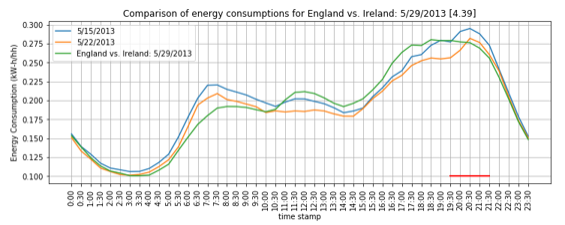 Comparison of energy consumptions for England vs. Ireland: 5/29/2013 [4.39]
5/15/2013
5/22/2013
England vs. Ireland: 5/29/2013
Energy Consumption (kW-h/hh)
0.300
0.275
0.250
0.225
0.200
0.175
0.150
0.125
0.100
0:00 0:30 1:00 1:30 2:00 2:30 3:00 3:30 4:00 4:30 5:00 5:30 6:00 6:30 7:00 7:30 8:00 8:30 9:00 9:30 10:00 10:30 11:00 11:30 12:00 12:30 13:00 13:30 14:00 14:30 15:00 15:30 16:00 16:30 17:00 17:30 18:00 18:30 19:00 19:30 20:00 20:30 21:00 21:30 22:00 22:30 23:00 23:30
time stamp